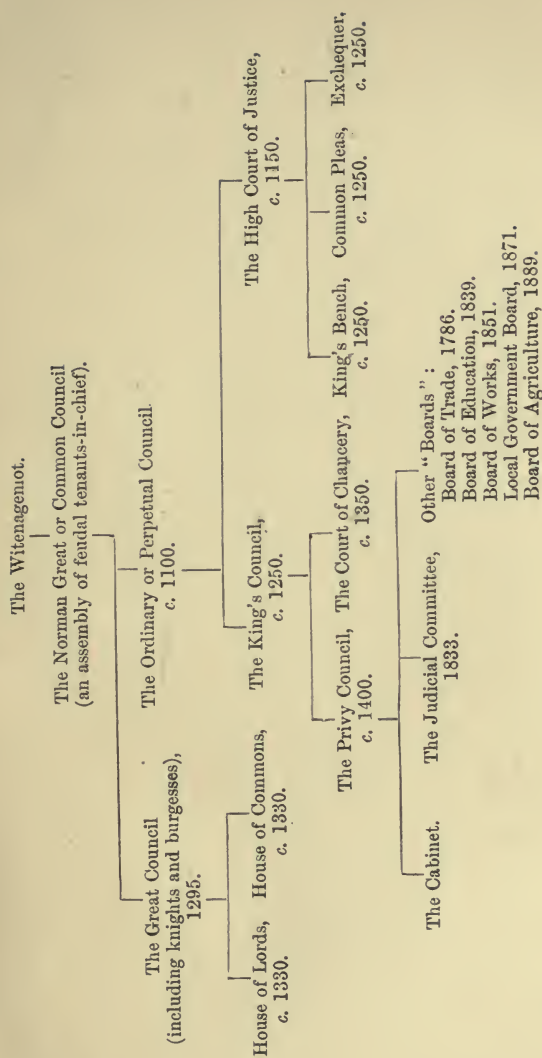 The Witenagemot.
The Norman Great or Common Council
(an assembly of feudal tenants-in-chief).
The Great Council
(including knights and burgesses),
1295.
The Ordinary or Perpetual Council
c. 1100.
House of Lords,
c. 1330.
House of Commons,
c. 1330.
The King's Council,
c. 1250.
The High Court of Justice,
c. 1150.
The Privy Council,
c. 1400.
The Court of Chancery,
c. 1350.
King's Bench,
c. 1250.
Common Pleas,
c. 1250.
Exchequer,
c. 1250.
The Cabinet.
The Judicial Committee,
1833.
Other "Boards":
Board of Trade, 1786.
Board of Education, 1839.
Board of Works, 1851.
Local Government Board, 1871.
Board of Agriculture, 1889.